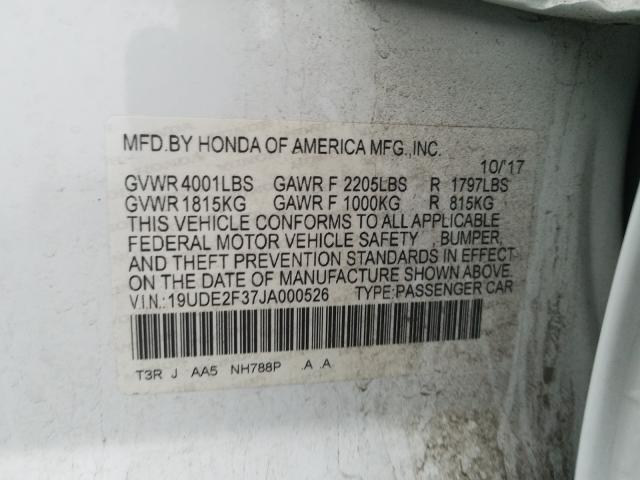 MFD.BY HONDA OF AMERICA MFG.,INC.
10/'17
GVWR 4001LBS GAWR F 2205LBS R 1797LBS
GVWR 1815KG GAWR F 1000KG R 815KG
THIS VEHICLE CONFORMS TO ALL APPLICABLE
FEDERAL MOTOR VEHICLE SAFETY BUMPER,
AND THEFT PREVENTION STANDARDS IN EFFECT
ON THE DATE OF MANUFACTURE SHOWN ABOVE.
V.I.N.: 19UDE2F37JA000526 TYPE:PASSENGER CAR
T3R J AA5 NH788P .A .A